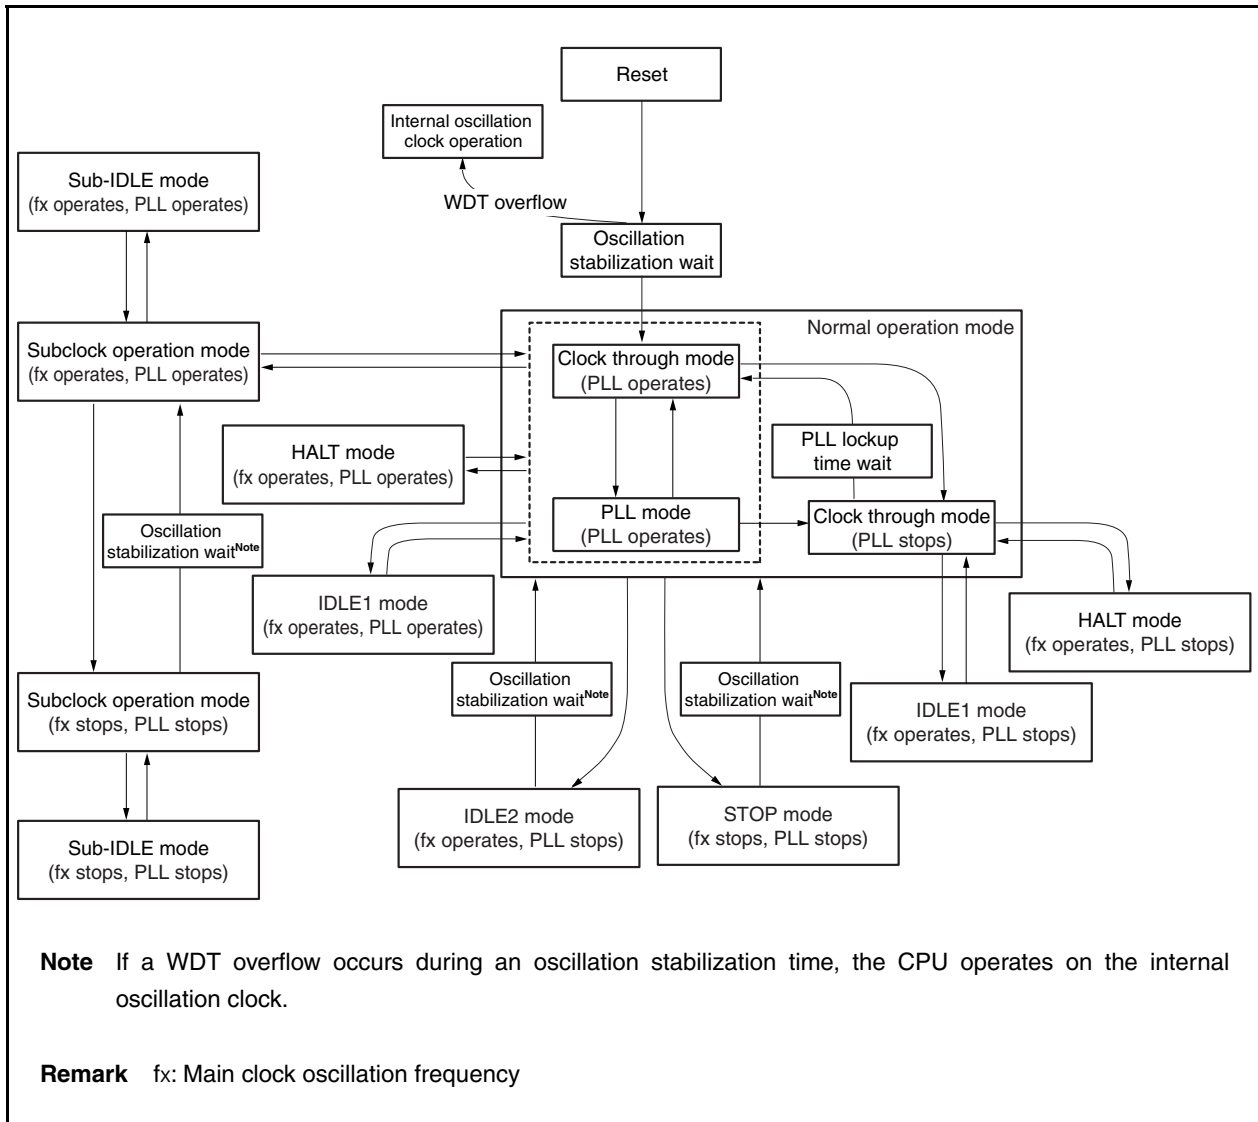 Reset
Internal oscillation
clock operation
WDT overflow
Sub-IDLE mode
(fx operates, PLL operates)
Oscillation
stabilization wait
Normal operation mode
Subclock operation mode
(fx operates, PLL operates)
Clock through mode
(PLL operates)
HALT mode
(fx operates, PLL operates)
PLL lockup
time wait
PLL mode
(PLL operates)
Clock through mode
(PLL stops)
Oscillation
stabilization waitNote
IDLE1 mode
(fx operates, PLL operates)
HALT mode
(fx operates, PLL stops)
Subclock operation mode
(fx stops, PLL stops)
Oscillation
stabilization waitNote
Oscillation
stabilization waitNote
IDLE1 mode
(fx operates, PLL stops)
IDLE2 mode
(fx operates, PLL stops)
STOP mode
(fx stops, PLL stops)
Sub-IDLE mode
(fx stops, PLL stops)
Note If a WDT overflow occurs during an oscillation stabilization time, the CPU operates on the internal
oscillation clock.
Remark fx: Main clock oscillation frequency